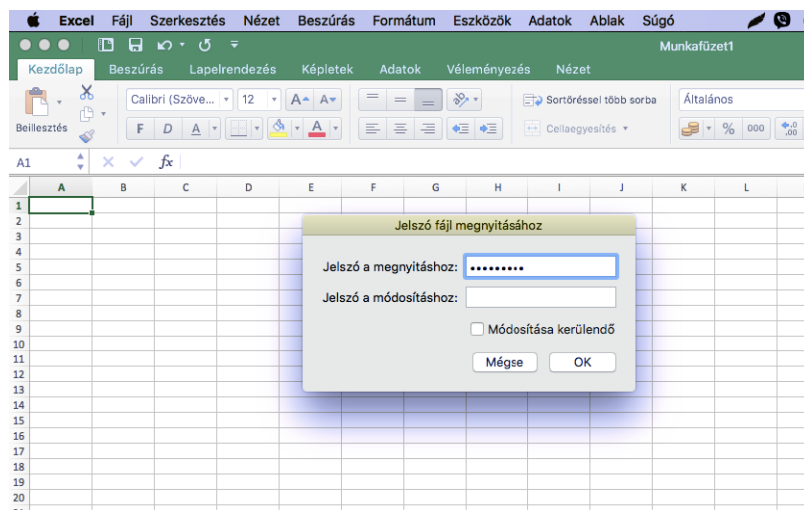 Excel Fájl Szerkesztés Nézet Beszúrás Formátum Eszközök Adatok Ablak Súgó
Munkafüzet1
Kezdőlap Beszúrás Lapelrendezés Képletek Adatok Véleményezés Nézet
Beillesztés
Calibri (Szöve... 12 A A
Sortöréssel több sorba
Általános
F D A A
Cellaegyesítés
% 000 ,0 ,00
A1 fx
A B C D E F G H I J K L
1
2
3
4
5
6
7
8
9
10
11
12
13
14
15
16
17
18
19
20
Jelszó fájl megnyitásához
Jelszó a megnyitáshoz: •••••••••
Jelszó a módosításhoz:
Módosítása kerülendő
Mégse OK